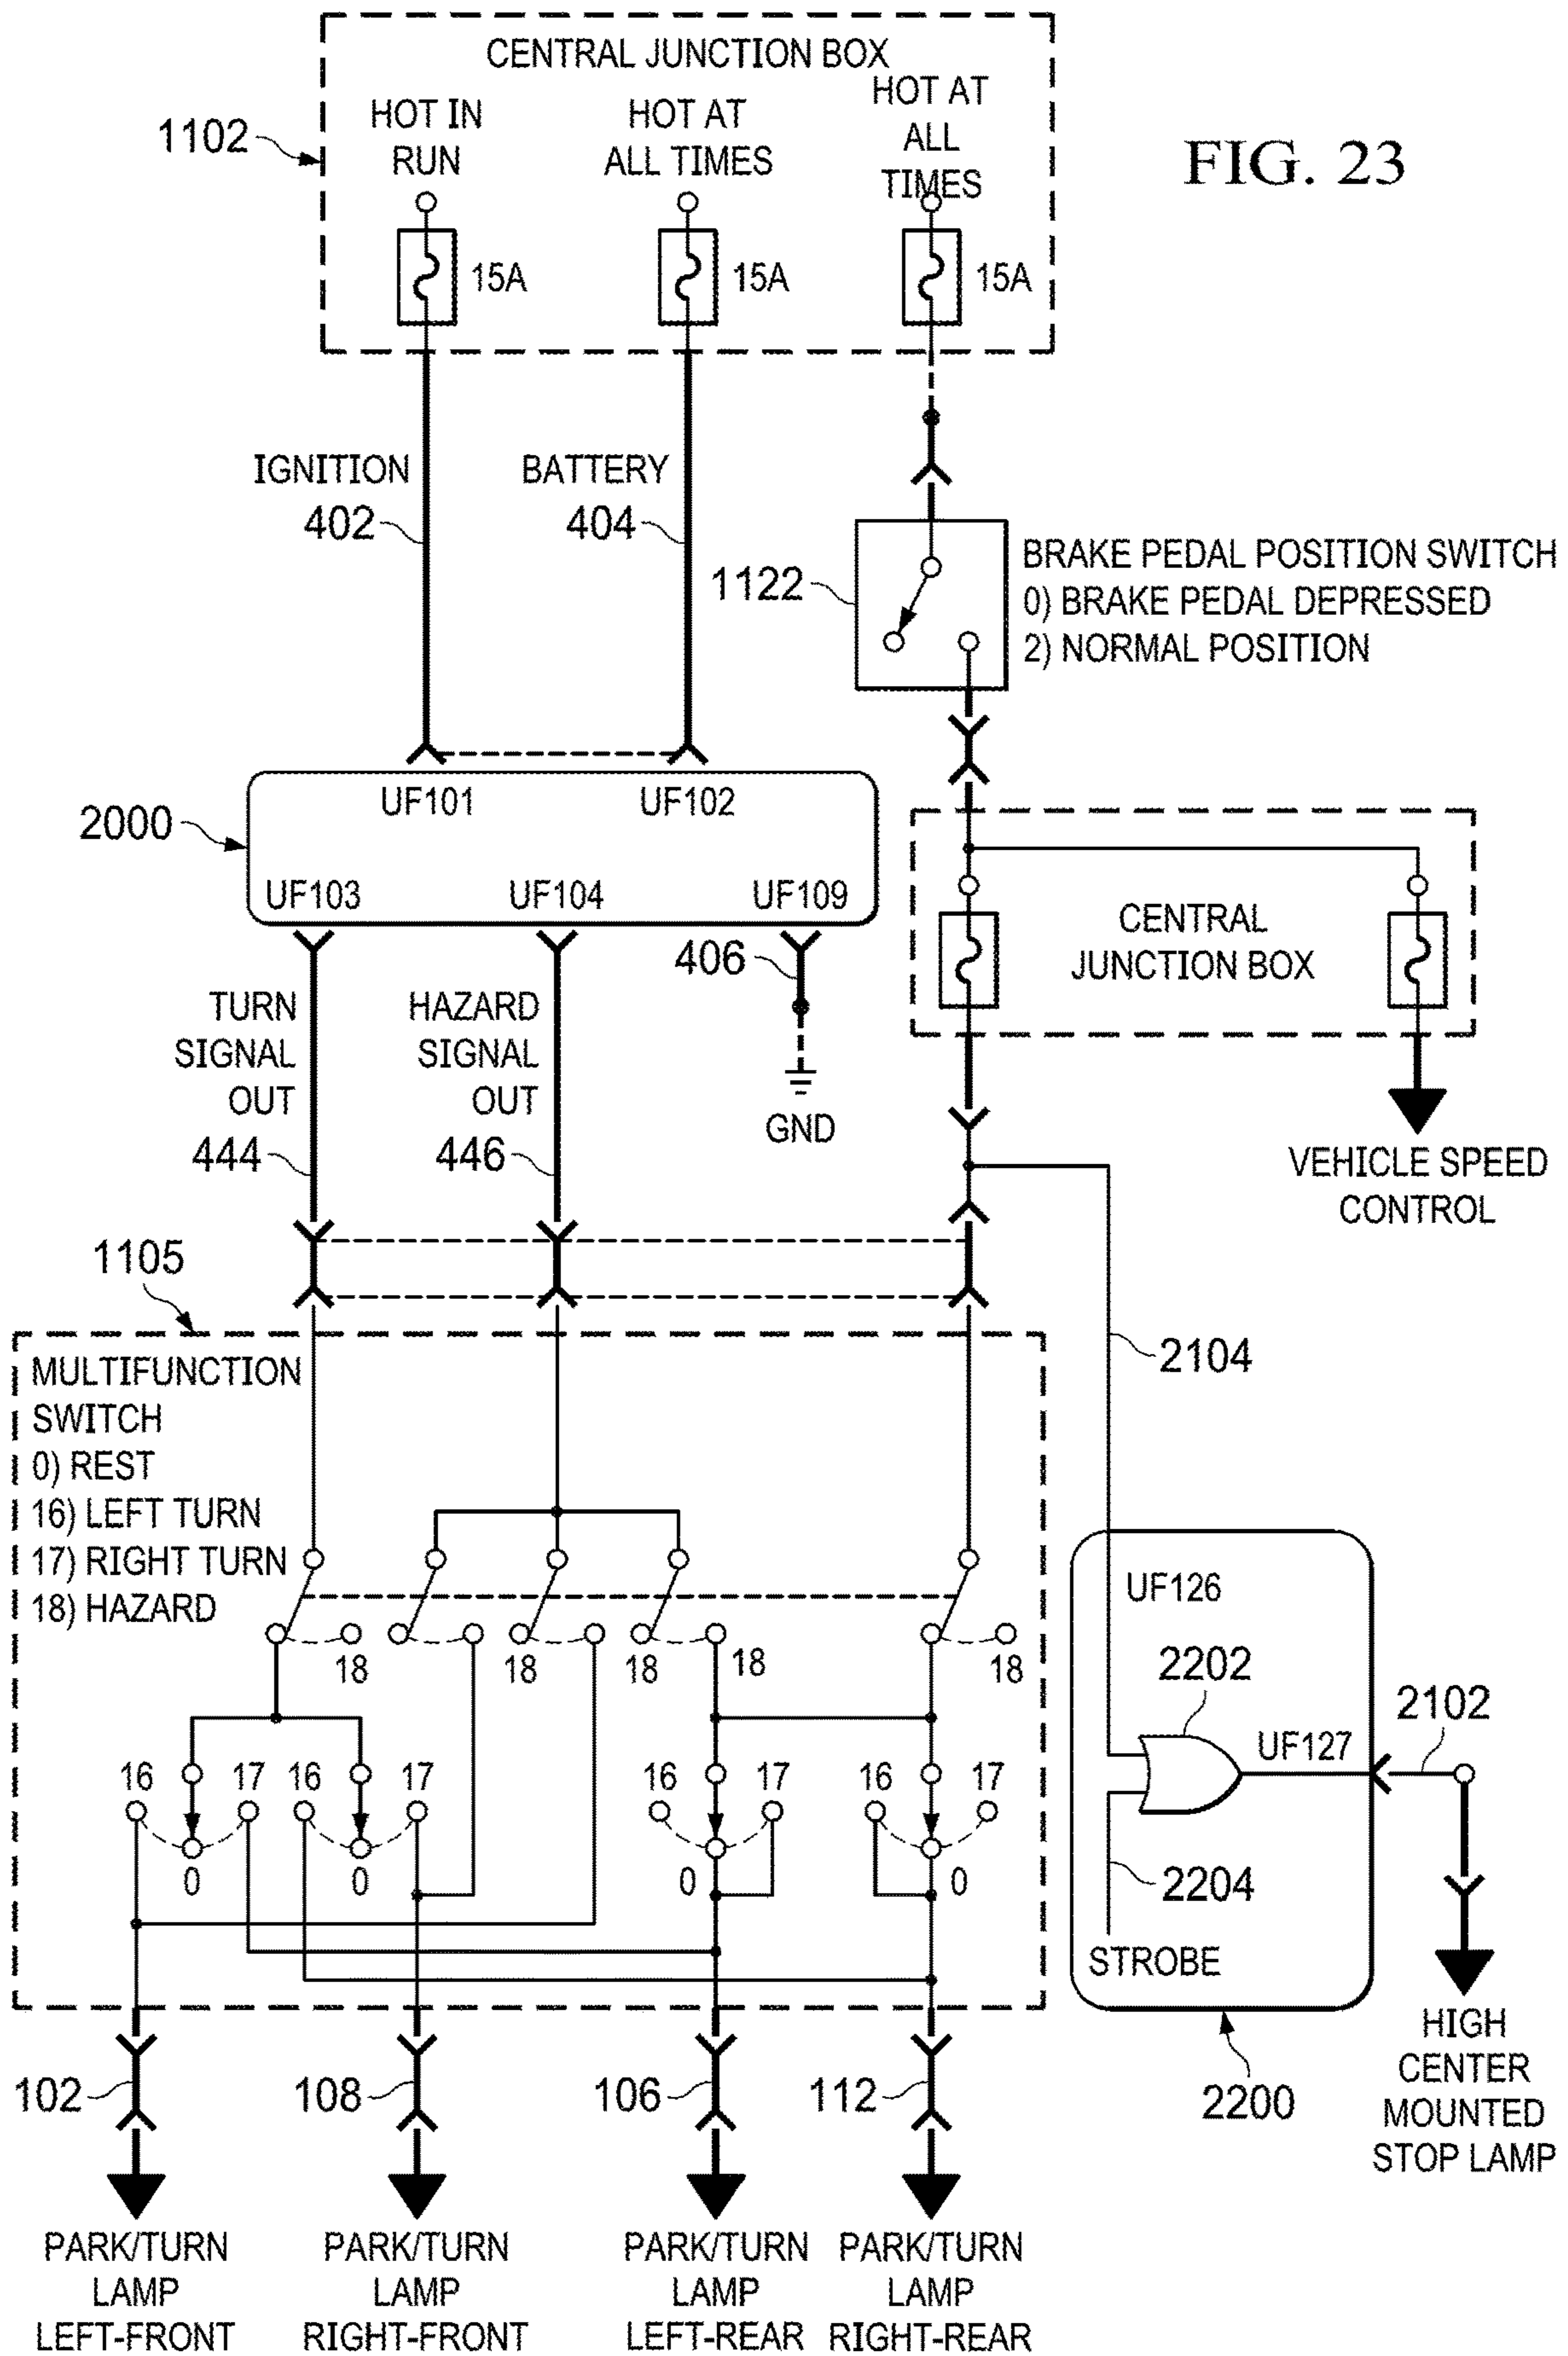 CENTRAL JUNCTION BOX
HOT IN
RUN
HOT AT
ALL TIMES
HOT AT
ALL
TIMES
1102
FIG. 23
15A
15A
15A
IGNITION
402
BATTERY
404
1122
BRAKE PEDAL POSITION SWITCH
0) BRAKE PEDAL DEPRESSED
2) NORMAL POSITION
2000
UF101
UF102
UF103
UF104
UF109
406
GND
CENTRAL
JUNCTION BOX
TURN
SIGNAL
OUT
444
HAZARD
SIGNAL
OUT
446
VEHICLE SPEED
CONTROL
1105
2104
MULTIFUNCTION
SWITCH
0) REST
16) LEFT TURN
17) RIGHT TURN
18) HAZARD
18
18
18
18
18
16
17
16
17
16
17
16
17
0
0
0
0
UF126
2202
UF127
2102
2204
STROBE
2200
HIGH
CENTER
MOUNTED
STOP LAMP
102
108
106
112
PARK/TURN
LAMP
LEFT-FRONT
PARK/TURN
LAMP
RIGHT-FRONT
PARK/TURN
LAMP
LEFT-REAR
PARK/TURN
LAMP
RIGHT-REAR